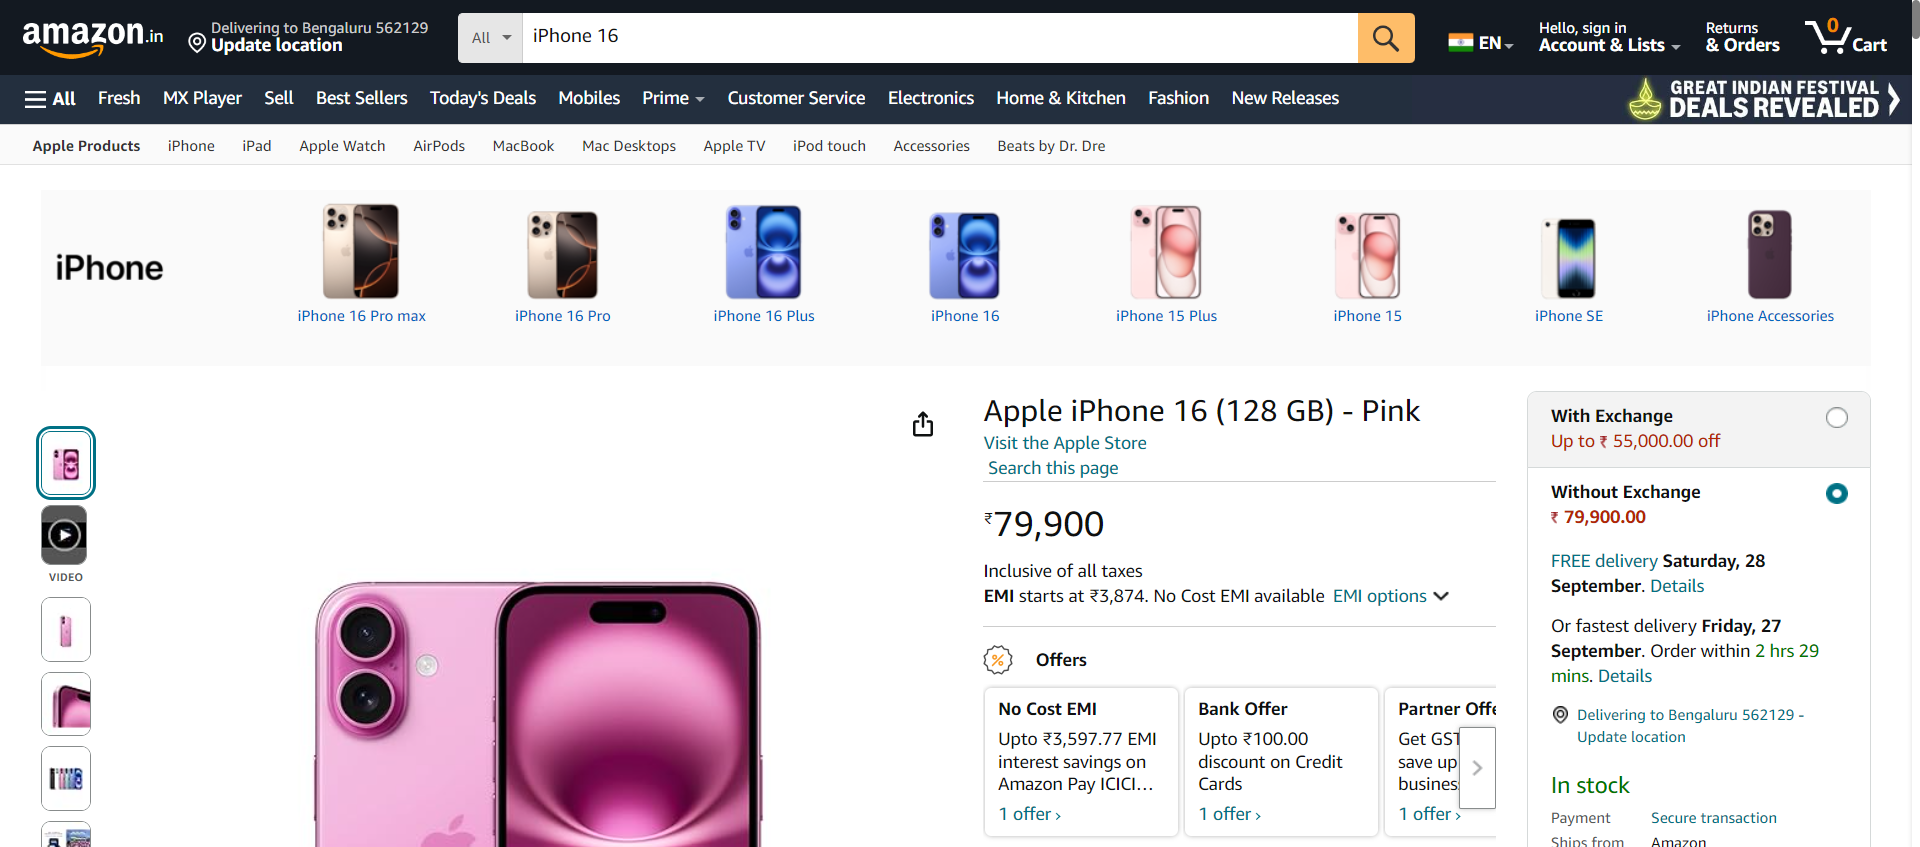 amazon.in
Delivering to Bengaluru 562129
Update location
All
iPhone 16
EN
Hello, sign in
Account & Lists
Returns
& Orders
0
Cart
All
Fresh
MX Player
Sell
Best Sellers
Today's Deals
Mobiles
Prime
Customer Service
Electronics
Home & Kitchen
Fashion
New Releases
GREAT INDIAN FESTIVAL
DEALS REVEALED
Apple Products
iPhone
iPad
Apple Watch
AirPods
MacBook
Mac Desktops
Apple TV
iPod touch
Accessories
Beats by Dr. Dre
iPhone
iPhone 16 Pro max
iPhone 16 Pro
iPhone 16 Plus
iPhone 16
iPhone 15 Plus
iPhone 15
iPhone SE
iPhone Accessories
VIDEO
Apple iPhone 16 (128 GB) - Pink
Visit the Apple Store
Search this page
₹79,900
Inclusive of all taxes
EMI starts at ₹3,874. No Cost EMI available EMI options
Offers
No Cost EMI
Upto ₹3,597.77 EMI
interest savings on
Amazon Pay ICICI…
1 offer ›
Bank Offer
Upto ₹100.00
discount on Credit
Cards
1 offer ›
Partner Offe
Get GST
save up
busines
1 offer ›
With Exchange
Up to ₹ 55,000.00 off
Without Exchange
₹ 79,900.00
FREE delivery Saturday, 28
September. Details
Or fastest delivery Friday, 27
September. Order within 2 hrs 29
mins. Details
Delivering to Bengaluru 562129 -
Update location
In stock
Payment
Secure transaction
Ships from
Amazon